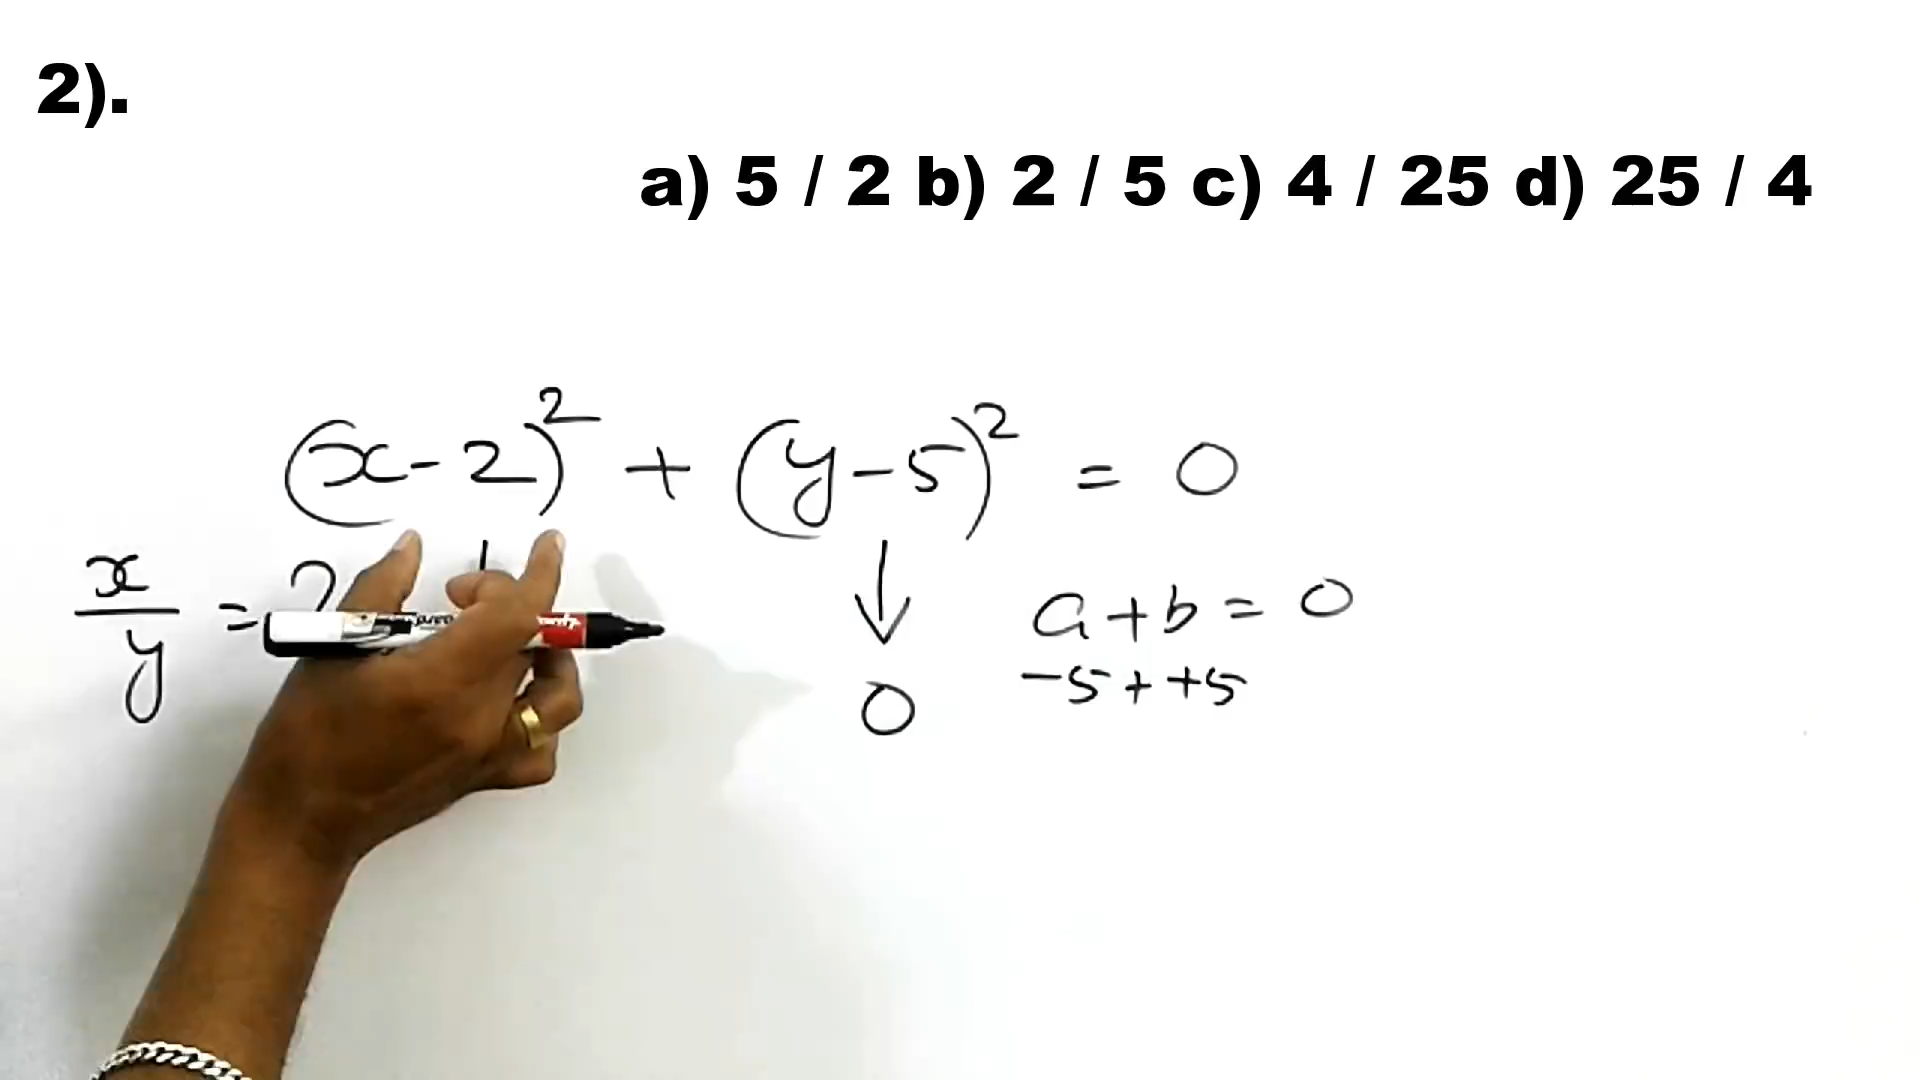 2).
a) 5 / 2 b) 2 / 5 c) 4 / 25 d) 25 / 4
(x-2)² + (y-5)² = 0
x/y = ?
↓
0
a+b=0
-5++5